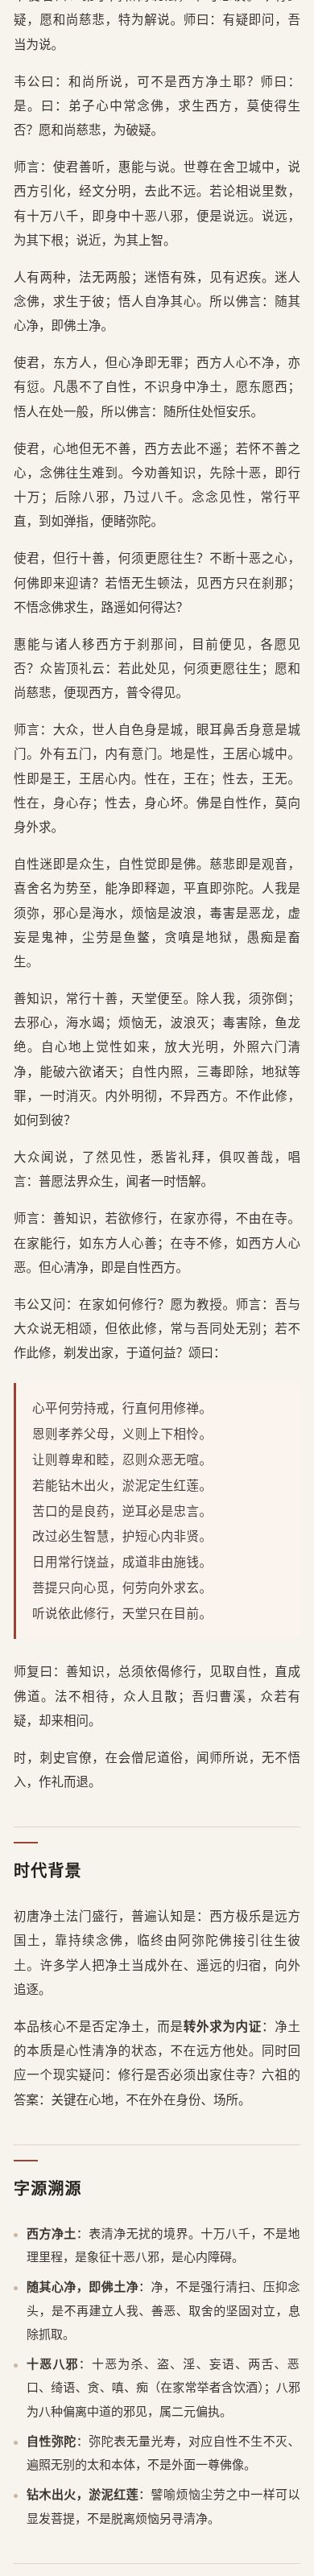 疑，愿和尚慈悲，特为解说。师曰：有疑即问，吾
当为说。
韦公曰：和尚所说，可不是西方净土耶？师曰：
是。曰：弟子心中常念佛，求生西方，莫使得生
否？愿和尚慈悲，为破疑。
师言：使君善听，惠能与说。世尊在舍卫城中，说
西方引化，经文分明，去此不远。若论相说里数，
有十万八千，即身中十恶八邪，便是说远。说远，
为其下根；说近，为其上智。
人有两种，法无两般；迷悟有殊，见有迟疾。迷人
念佛，求生于彼；悟人自净其心。所以佛言：随其
心净，即佛土净。
使君，东方人，但心净即无罪；西方人心不净，亦
有愆。凡愚不了自性，不识身中净土，愿东愿西；
悟人在处一般，所以佛言：随所住处恒安乐。
使君，心地但无不善，西方去此不遥；若怀不善之
心，念佛往生难到。今劝善知识，先除十恶，即行
十万；后除八邪，乃过八千。念念见性，常行平
直，到如弹指，便睹弥陀。
使君，但行十善，何须更愿往生？不断十恶之心，
何佛即来迎请？若悟无生顿法，见西方只在刹那；
不悟念佛求生，路遥如何得达？
惠能与诸人移西方于刹那间，目前便见，各愿见
否？众皆顶礼云：若此处见，何须更愿往生；愿和
尚慈悲，便现西方，普令得见。
师言：大众，世人自色身是城，眼耳鼻舌身意是城
门。外有五门，内有意门。地是性，王居心城中。
性即是王，王居心内。性在，王在；性去，王无。
性在，身心存；性去，身心坏。佛是自性作，莫向
身外求。
自性迷即是众生，自性觉即是佛。慈悲即是观音，
喜舍名为势至，能净即释迦，平直即弥陀。人我是
须弥，邪心是海水，烦恼是波浪，毒害是恶龙，虚
妄是鬼神，尘劳是鱼鳖，贪嗔是地狱，愚痴是畜
生。
善知识，常行十善，天堂便至。除人我，须弥倒；
去邪心，海水竭；烦恼无，波浪灭；毒害除，鱼龙
绝。自心地上觉性如来，放大光明，外照六门清
净，能破六欲诸天；自性内照，三毒即除，地狱等
罪，一时消灭。内外明彻，不异西方。不作此修，
如何到彼？
大众闻说，了然见性，悉皆礼拜，俱叹善哉，唱
言：普愿法界众生，闻者一时悟解。
师言：善知识，若欲修行，在家亦得，不由在寺。
在家能行，如东方人心善；在寺不修，如西方人心
恶。但心清净，即是自性西方。
韦公又问：在家如何修行？愿为教授。师言：吾与
大众说无相颂，但依此修，常与吾同处无别；若不
作此修，剃发出家，于道何益？颂曰：
心平何劳持戒，行直何用修禅。
恩则孝养父母，义则上下相怜。
让则尊卑和睦，忍则众恶无喧。
若能钻木出火，淤泥定生红莲。
苦口的是良药，逆耳必是忠言。
改过必生智慧，护短心内非贤。
日用常行饶益，成道非由施钱。
菩提只向心觅，何劳向外求玄。
听说依此修行，天堂只在目前。
师复曰：善知识，总须依偈修行，见取自性，直成
佛道。法不相待，众人且散；吾归曹溪，众若有
疑，却来相问。
时，刺史官僚，在会僧尼道俗，闻师所说，无不悟
入，作礼而退。
时代背景
初唐净土法门盛行，普遍认知是：西方极乐是远方
国土，靠持续念佛，临终由阿弥陀佛接引往生彼
土。许多学人把净土当成外在、遥远的归宿，向外
追逐。
本品核心不是否定净土，而是转外求为内证：净土
的本质是心性清净的状态，不在远方他处。同时回
应一个现实疑问：修行是否必须出家住寺？六祖的
答案：关键在心地，不在外在身份、场所。
字源溯源
西方净土：表清净无扰的境界。十万八千，不是地
理里程，是象征十恶八邪，是心内障碍。
随其心净，即佛土净：净，不是强行清扫、压抑念
头，是不再建立人我、善恶、取舍的坚固对立，息
除抓取。
十恶八邪：十恶为杀、盗、淫、妄语、两舌、恶
口、绮语、贪、嗔、痴（在家常举者含饮酒）；八邪
为八种偏离中道的邪见，属二元偏执。
自性弥陀：弥陀表无量光寿，对应自性不生不灭、
遍照无别的太和本体，不是外面一尊佛像。
钻木出火，淤泥红莲：譬喻烦恼尘劳之中一样可以
显发菩提，不是脱离烦恼另寻清净。